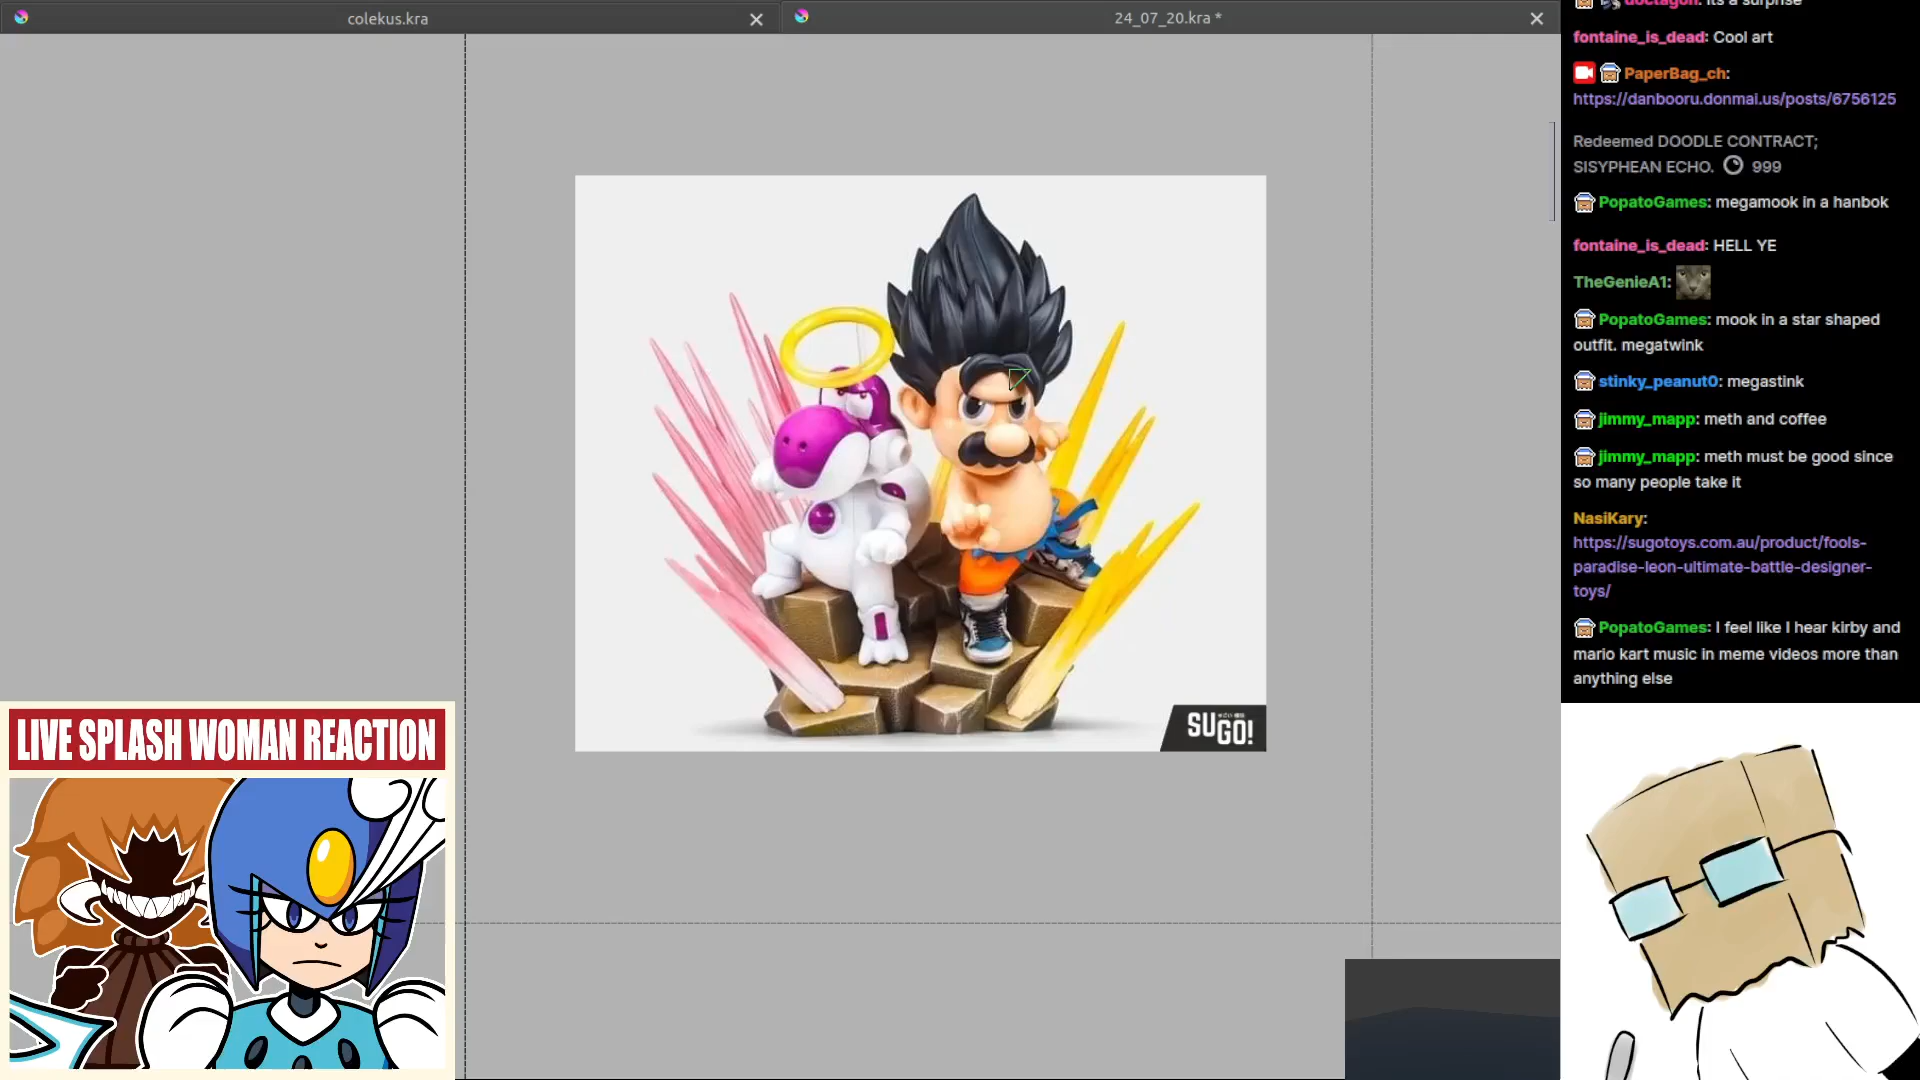 colekus.kra
24_07_20.kra *
doctagon: its a surprise
fontaine_is_dead: Cool art
PaperBag_ch:
https://danbooru.donmai.us/posts/6756125
Redeemed DOODLE CONTRACT;
SISYPHEAN ECHO. 999
PopatoGames: megamook in a hanbok
fontaine_is_dead: HELL YE
TheGenieA1:
PopatoGames: mook in a star shaped
outfit. megatwink
stinky_peanut0: megastink
jimmy_mapp: meth and coffee
jimmy_mapp: meth must be good since
so many people take it
NasiKary:
https://sugotoys.com.au/product/fools-
paradise-leon-ultimate-battle-designer-
toys/
PopatoGames: I feel like I hear kirby and
mario kart music in meme videos more than
anything else
SUGO!
LIVE SPLASH WOMAN REACTION